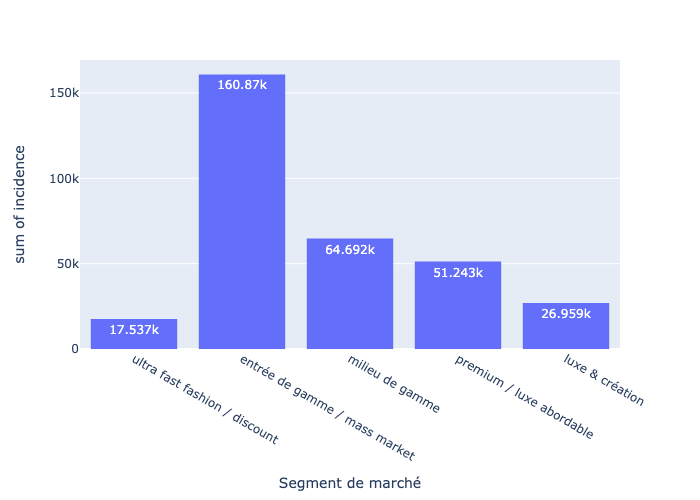 sum of incidence
150k
100k
50k
0
17.537k
160.87k
64.692k
51.243k
26.959k
ultra fast fashion / discount
entrée de gamme / mass market
milieu de gamme
premium / luxe abordable
luxe & création
Segment de marché